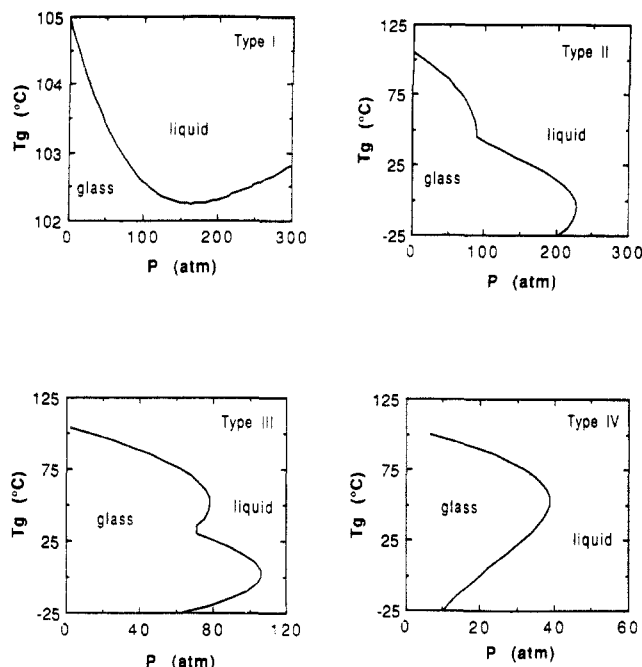 105
Type I
104
Tg (°C)
liquid
103
glass
102
0
100
200
300
P (atm)
125
Type II
75
Tg (°C)
liquid
25
glass
-25
0
100
200
300
P (atm)
125
Type III
75
Tg (°C)
glass
liquid
25
-25
0
40
80
120
P (atm)
125
Type IV
75
Tg (°C)
glass
25
liquid
-25
0
20
40
60
P (atm)